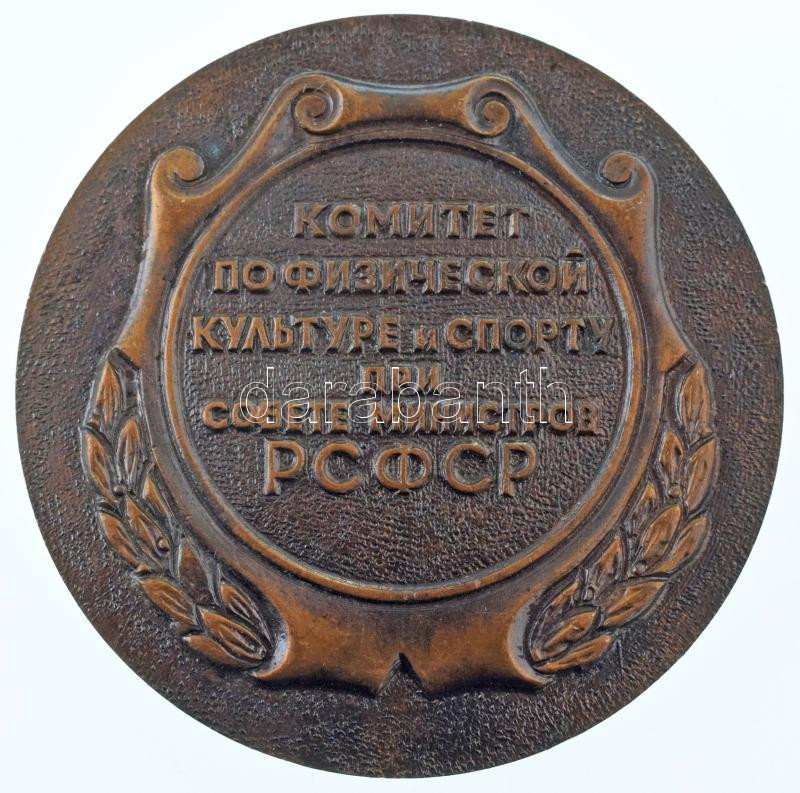 КОМИТЕТ
ПО ФИЗИЧЕСКОЙ
КУЛЬТУРЕ и СПОРТУ
ПРИ
СОВЕТЕ МИНИСТРОВ
РСФСР
darabanth